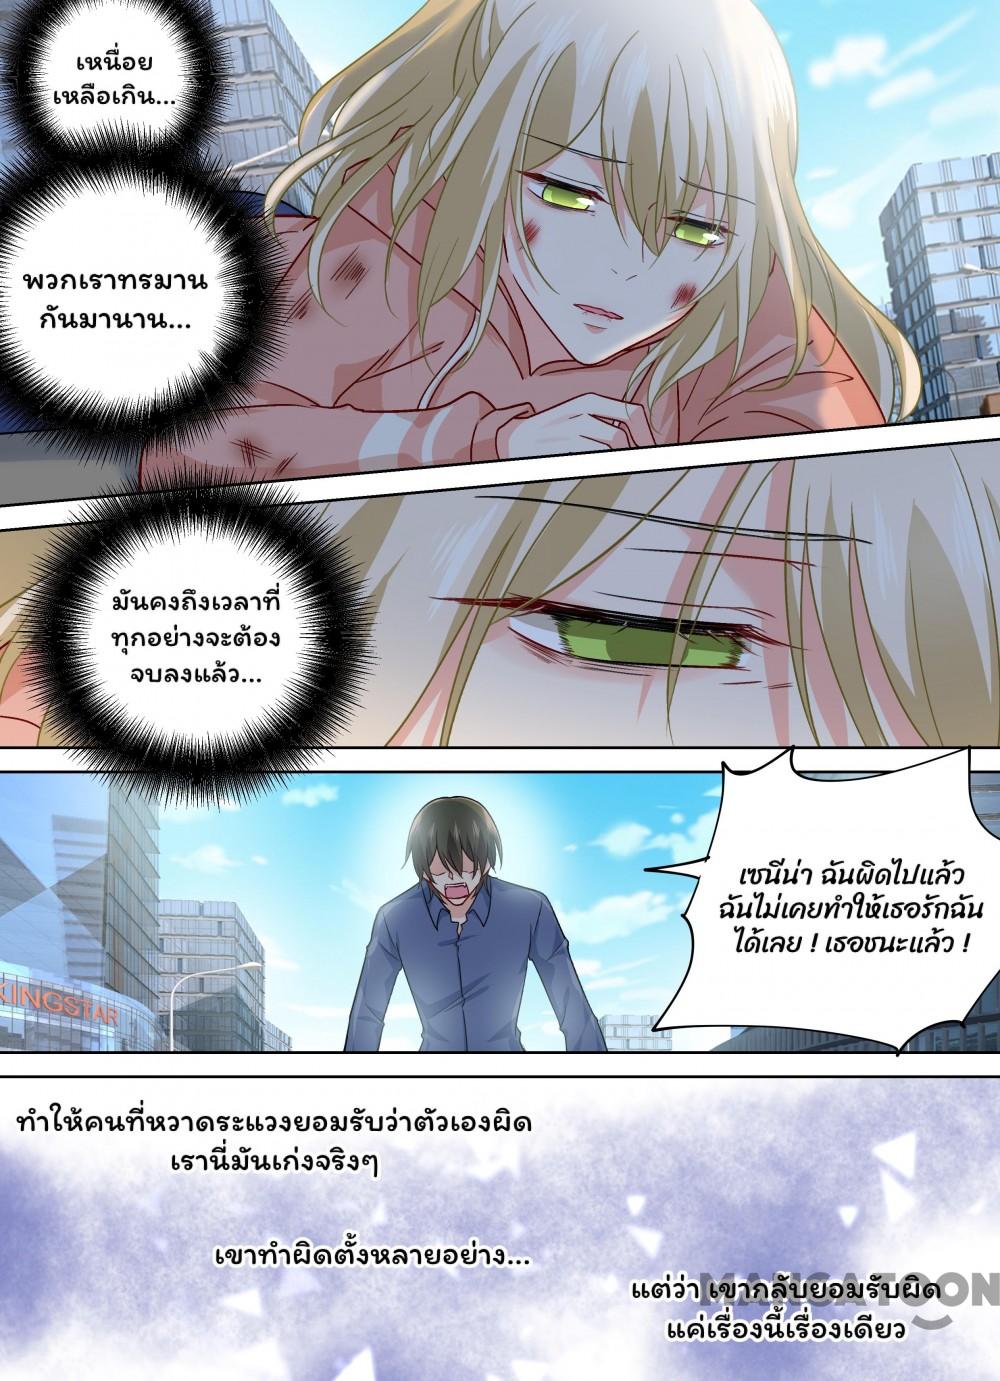 เหนื่อย
เหลือเกิน...
พวกเราทรมาน
กันมานาน...
มันคงถึงเวลาที่
ทุกอย่างจะต้อง
จบลงแล้ว...
เซนีน่า ฉันผิดไปแล้ว
ฉันไม่เคยทำให้เธอรักฉัน
ได้เลย ! เธอชนะแล้ว !
KINGSTAR
ทำให้คนที่หวาดระแวงยอมรับว่าตัวเองผิด
เรานี่มันเก่งจริงๆ
เขาทำผิดตั้งหลายอย่าง...
แต่ว่า เขากลับยอมรับผิด
แค่เรื่องนี้เรื่องเดียว
MANGATOON